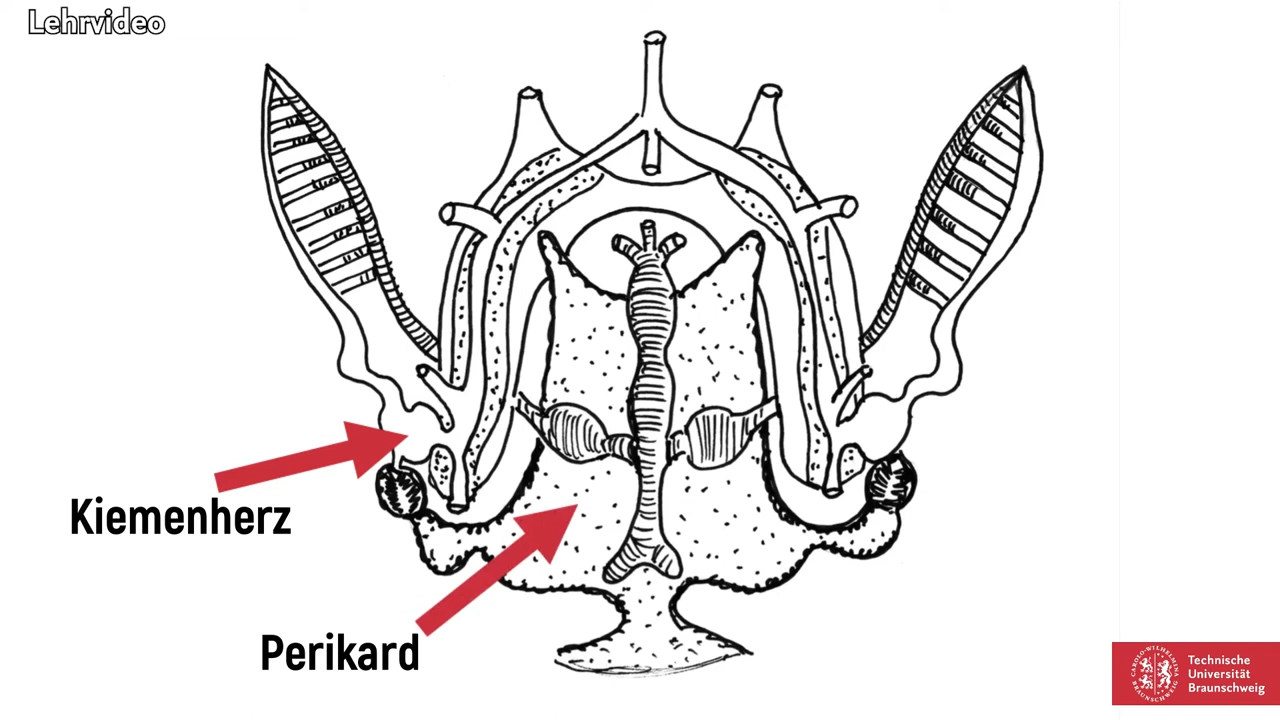 Lehrvideo
Kiemenherz
Perikard
Technische
Universität
Braunschweig